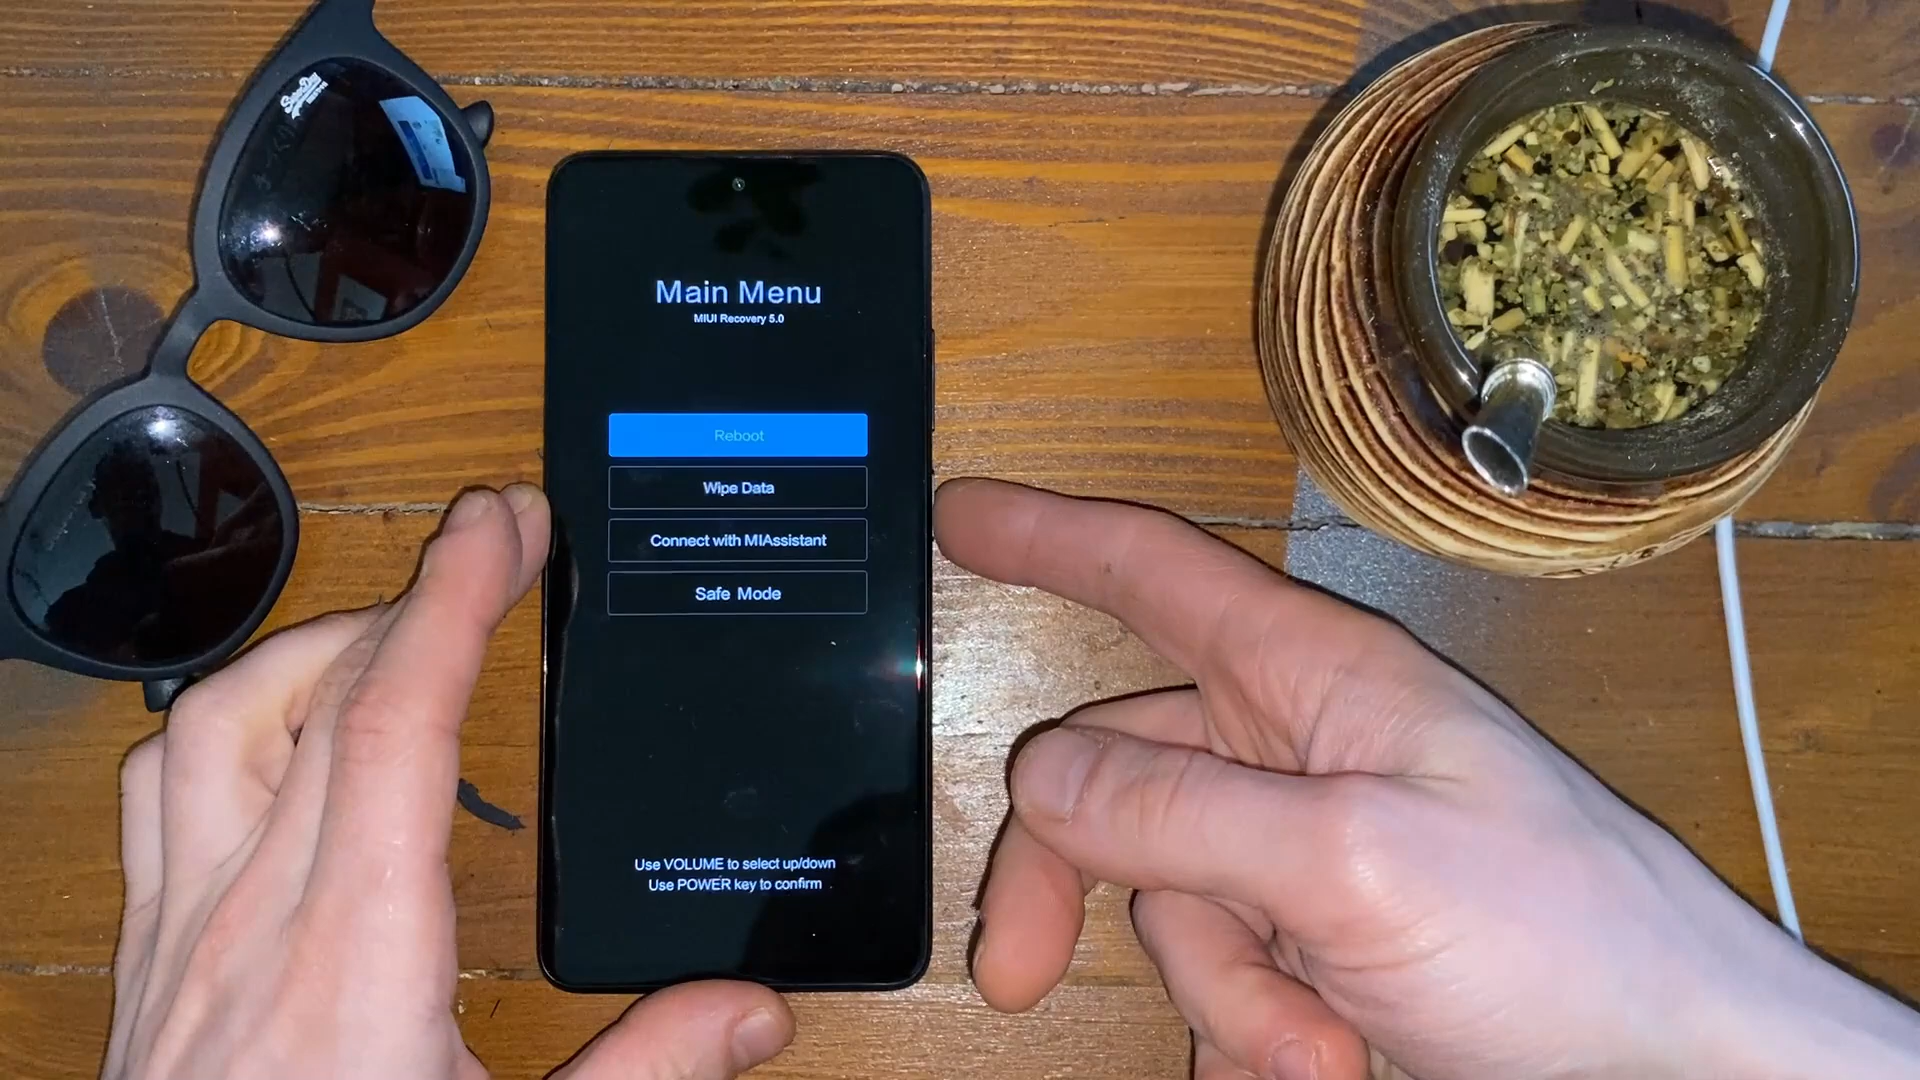 Superdry
Main Menu
MIUI Recovery 5.0
Reboot
Wipe Data
Connect with MIAssistant
Safe Mode
Use VOLUME to select up/down
Use POWER key to confirm